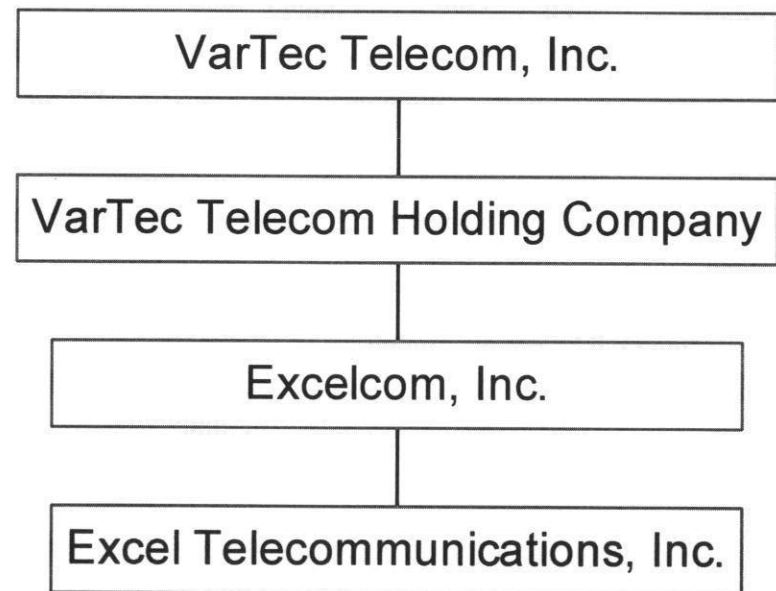 VarTec Telecom, Inc.
VarTec Telecom Holding Company
Excelcom, Inc.
Excel Telecommunications, Inc.